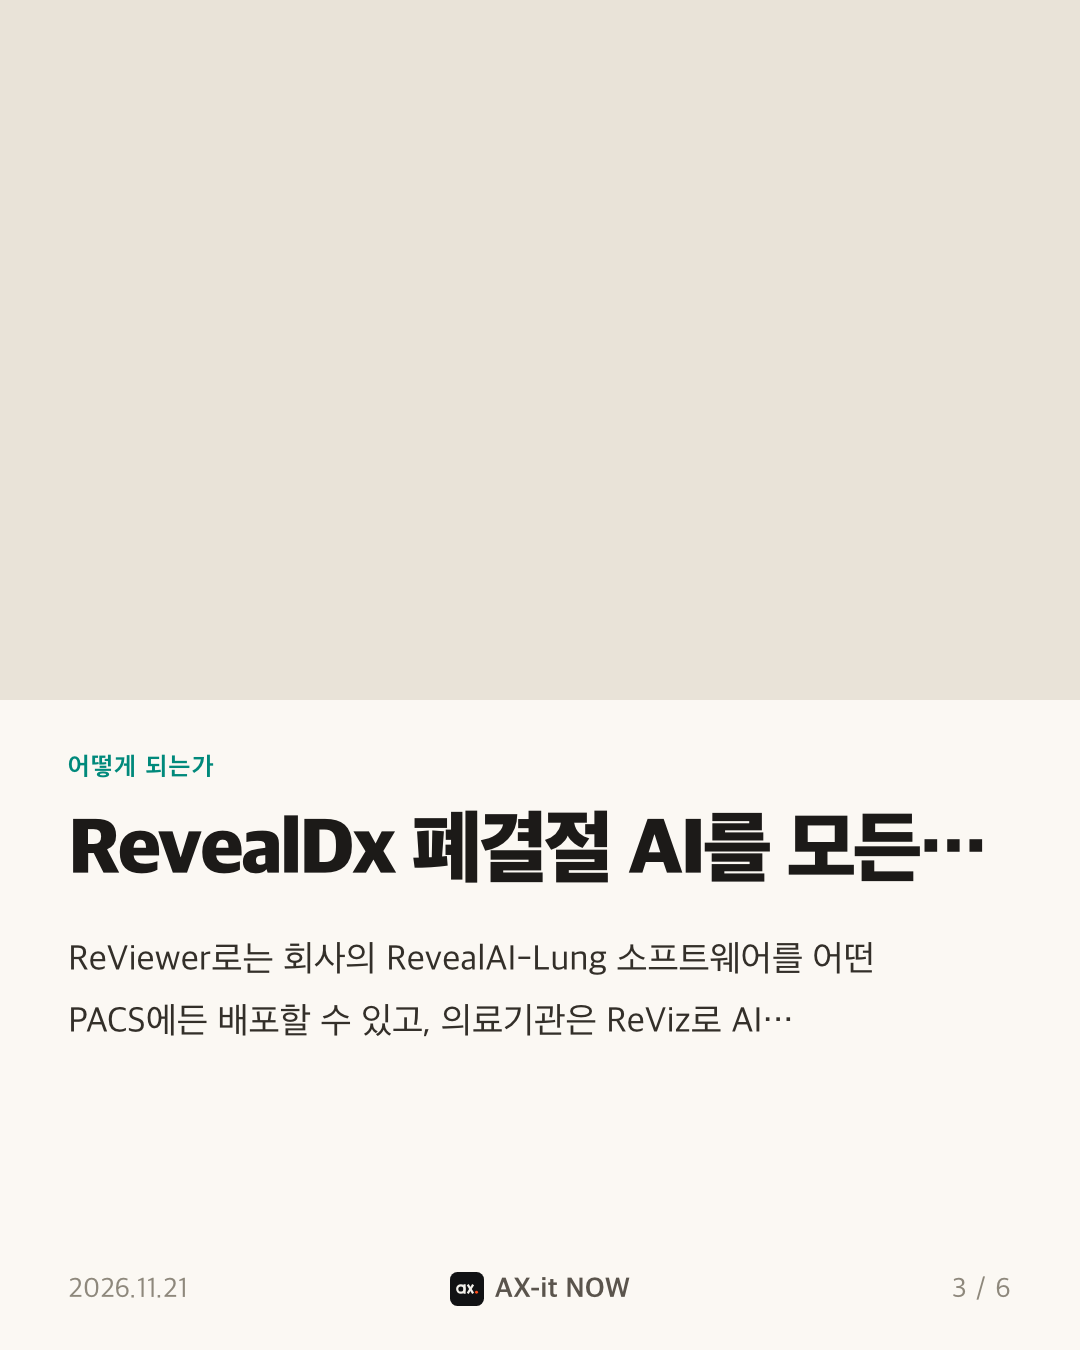 어떻게 되는가
RevealDx 폐결절 AI를 모든…
ReViewer로는 회사의 RevealAI-Lung 소프트웨어를 어떤
PACS에든 배포할 수 있고, 의료기관은 ReViz로 AI…
2026.11.21
ax. AX-it NOW
3 / 6